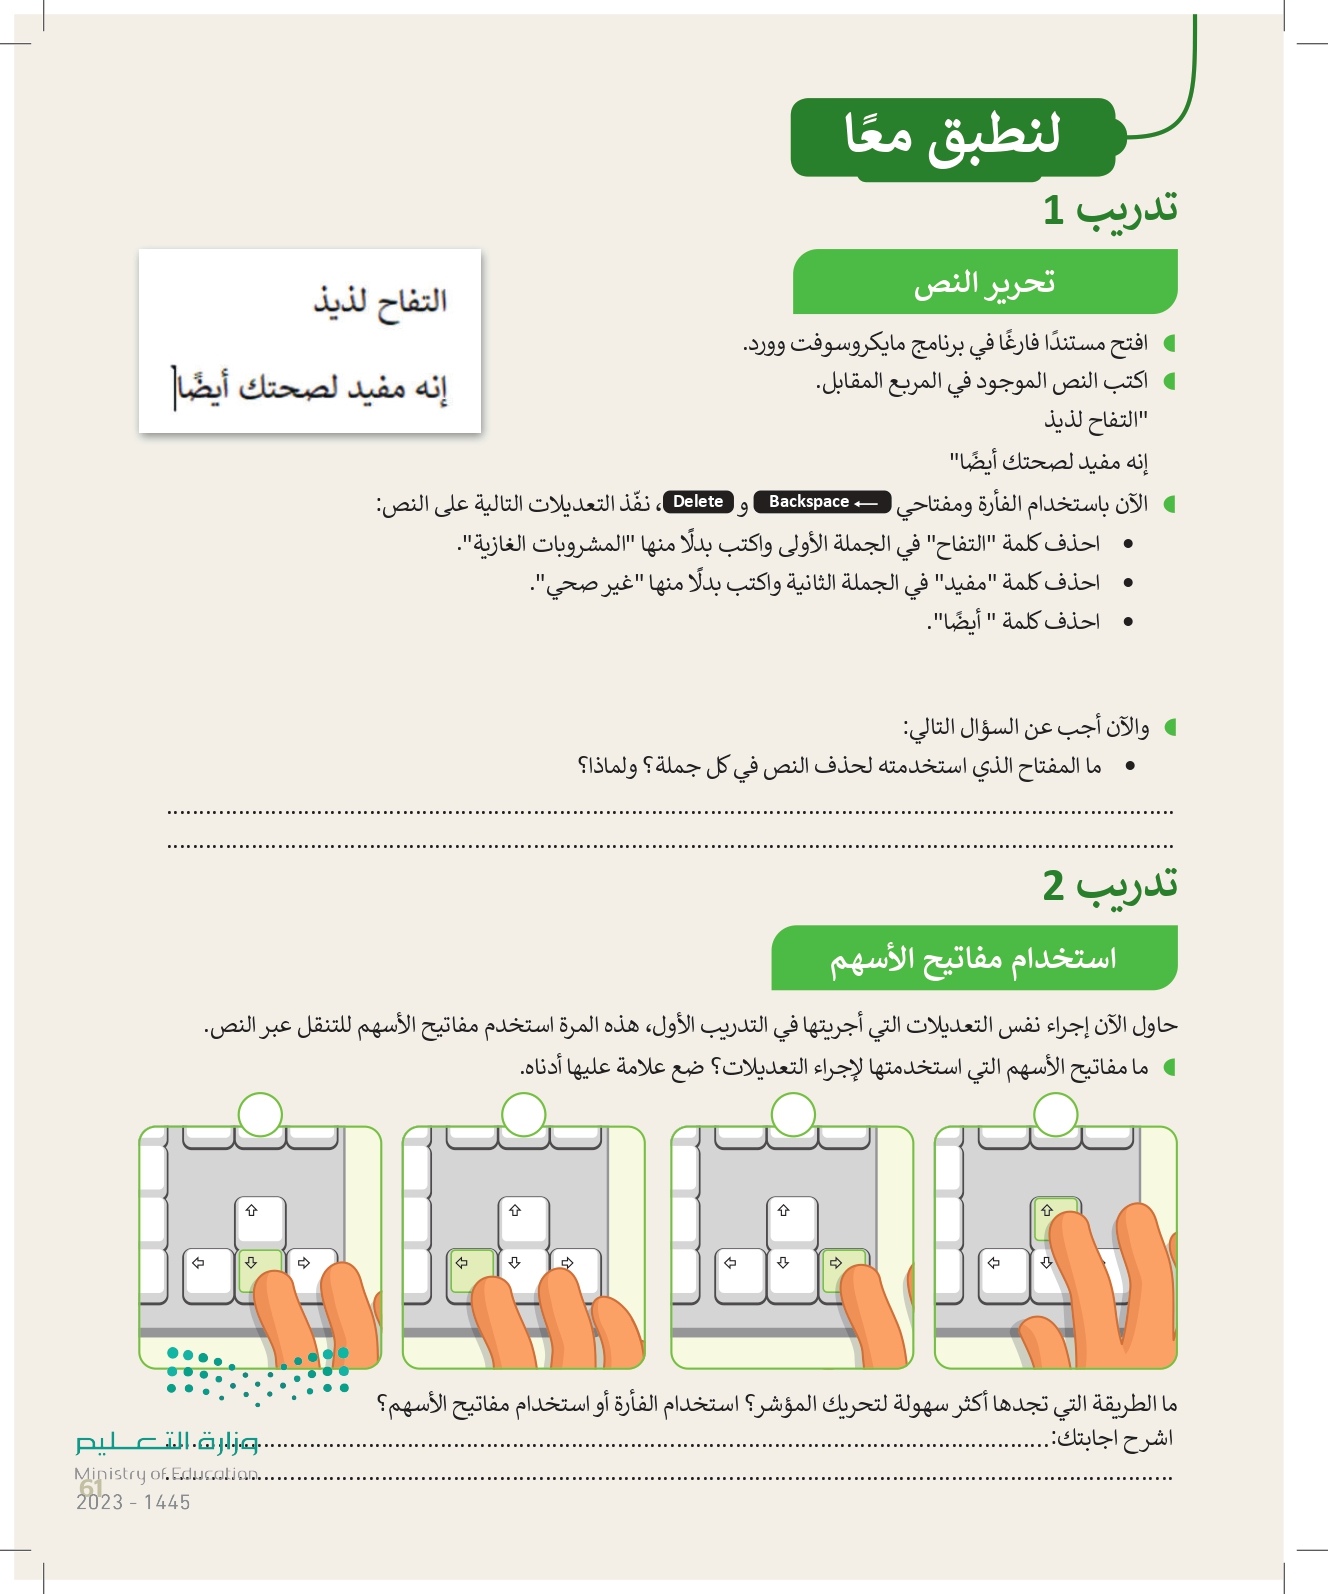 لنطبق معًا
تدريب 1
تحرير النص
افتح مستندًا فارغًا في برنامج مايكروسوفت وورد.
اكتب النص الموجود في المربع المقابل.
"التفاح لذيذ
إنه مفيد لصحتك أيضًا"
التفاح لذيذ
إنه مفيد لصحتك أيضًا
الآن باستخدام الفأرة ومفتاحي Backspace و Delete، نفّذ التعديلات التالية على النص:
• احذف كلمة "التفاح" في الجملة الأولى واكتب بدلًا منها "المشروبات الغازية".
• احذف كلمة "مفيد" في الجملة الثانية واكتب بدلًا منها "غير صحي".
• احذف كلمة " أيضًا".
والآن أجب عن السؤال التالي:
• ما المفتاح الذي استخدمته لحذف النص في كل جملة؟ ولماذا؟
تدريب 2
استخدام مفاتيح الأسهم
حاول الآن إجراء نفس التعديلات التي أجريتها في التدريب الأول، هذه المرة استخدم مفاتيح الأسهم للتنقل عبر النص.
ما مفاتيح الأسهم التي استخدمتها لإجراء التعديلات؟ ضع علامة عليها أدناه.
ما الطريقة التي تجدها أكثر سهولة لتحريك المؤشر؟ استخدام الفأرة أو استخدام مفاتيح الأسهم؟
اشرح اجابتك:
وزارة التعليم
Ministry of Education
61
2023 - 1445